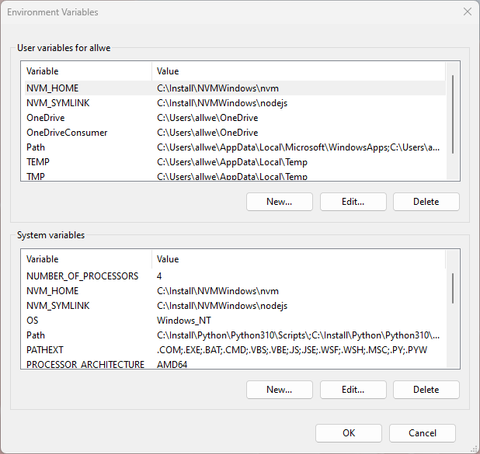 Environment Variables
User variables for allwe
Variable Value
NVM_HOME C:\Install\NVMWindows\nvm
NVM_SYMLINK C:\Install\NVMWindows\nodejs
OneDrive C:\Users\allwe\OneDrive
OneDriveConsumer C:\Users\allwe\OneDrive
Path C:\Users\allwe\AppData\Local\Microsoft\WindowsApps;C:\Users\a...
TEMP C:\Users\allwe\AppData\Local\Temp
TMP C:\Users\allwe\AppData\Local\Temp
New... Edit... Delete
System variables
Variable Value
NUMBER_OF_PROCESSORS 4
NVM_HOME C:\Install\NVMWindows\nvm
NVM_SYMLINK C:\Install\NVMWindows\nodejs
OS Windows_NT
Path C:\Install\Python\Python310\Scripts\;C:\Install\Python\Python310\...
PATHEXT .COM;.EXE;.BAT;.CMD;.VBS;.VBE;.JS;.JSE;.WSF;.WSH;.MSC;.PY;.PYW
PROCESSOR_ARCHITECTURE AMD64
New... Edit... Delete
OK Cancel